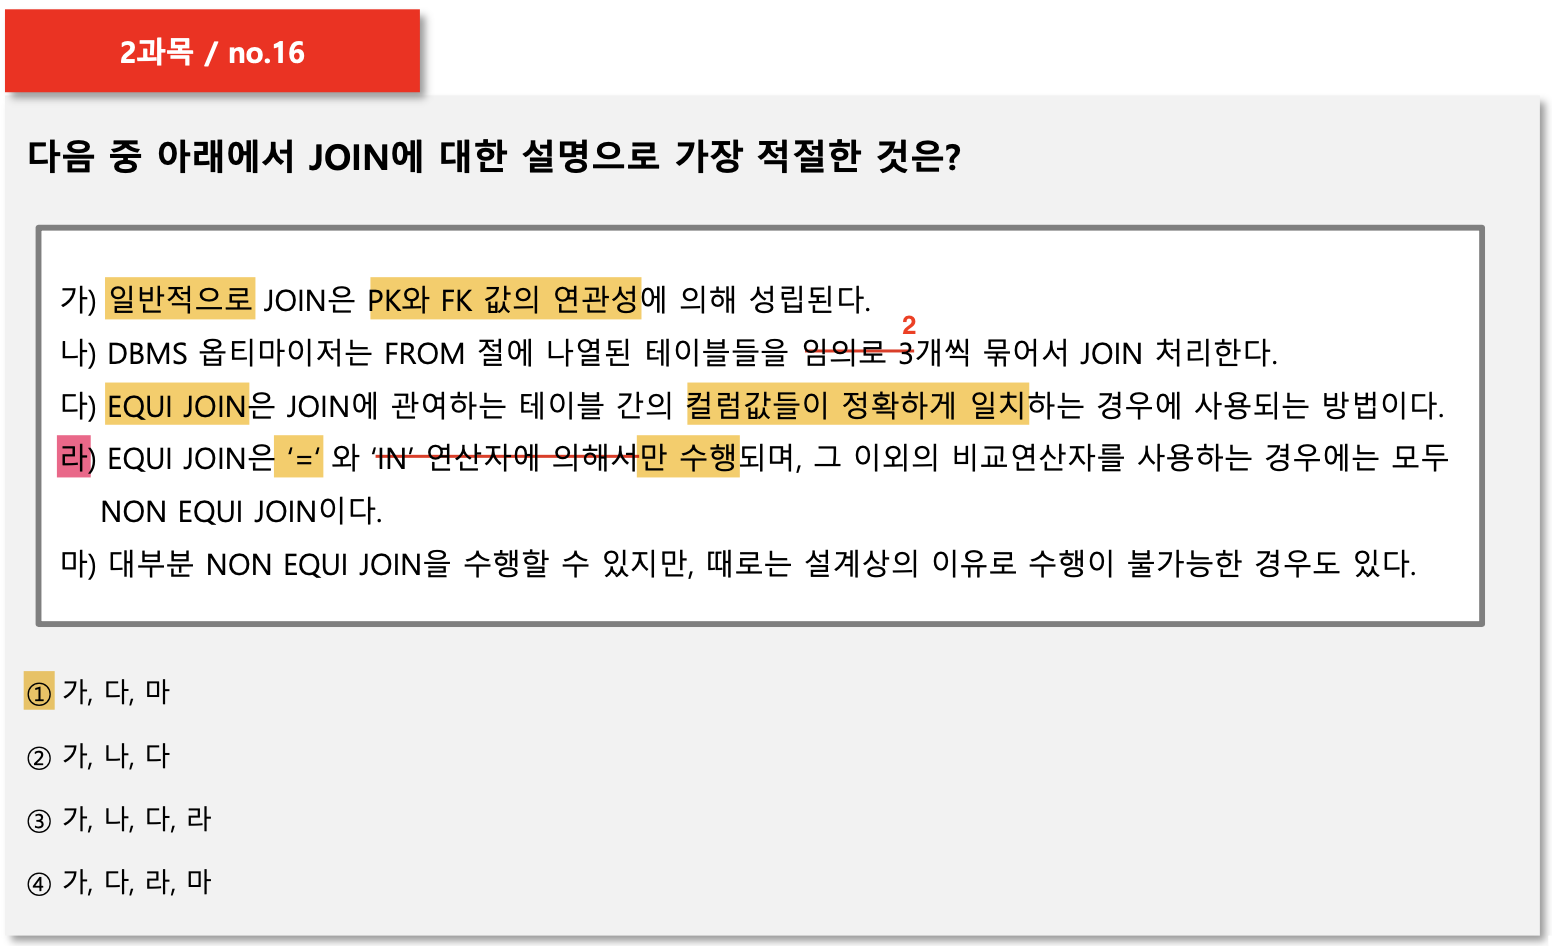 2과목 / no.16
다음 중 아래에서 JOIN에 대한 설명으로 가장 적절한 것은?
가) 일반적으로 JOIN은 PK와 FK 값의 연관성에 의해 성립된다.
2
나) DBMS 옵티마이저는 FROM 절에 나열된 테이블들을 임의로 3개씩 묶어서 JOIN 처리한다.
다) EQUI JOIN은 JOIN에 관여하는 테이블 간의 컬럼값들이 정확하게 일치하는 경우에 사용되는 방법이다.
라) EQUI JOIN은 ‘=‘ 와 ‘IN’ 연산자에 의해서만 수행되며, 그 이외의 비교연산자를 사용하는 경우에는 모두
NON EQUI JOIN이다.
마) 대부분 NON EQUI JOIN을 수행할 수 있지만, 때로는 설계상의 이유로 수행이 불가능한 경우도 있다.
① 가, 다, 마
② 가, 나, 다
③ 가, 나, 다, 라
④ 가, 다, 라, 마